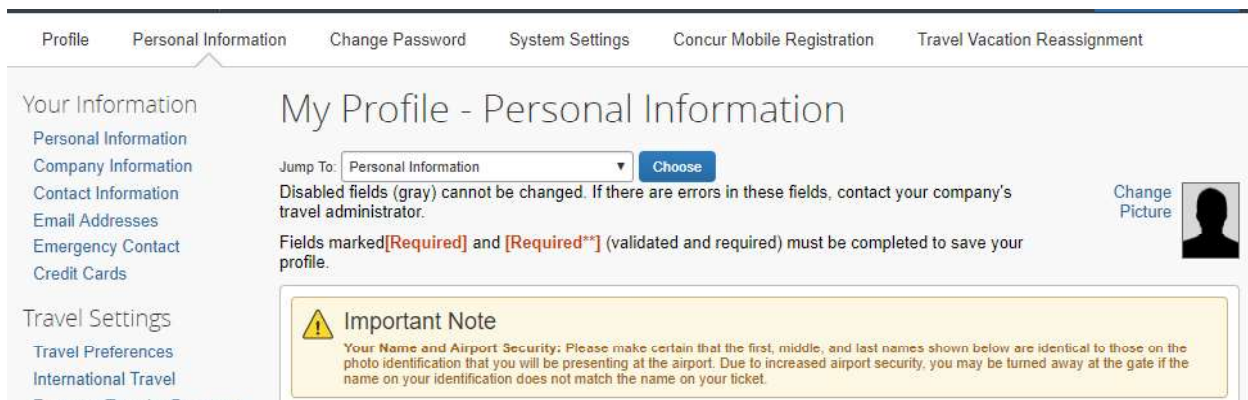 Profile Personal Information Change Password System Settings Concur Mobile Registration Travel Vacation Reassignment
Your Information
Personal Information
Company Information
Contact Information
Email Addresses
Emergency Contact
Credit Cards
Travel Settings
Travel Preferences
International Travel
My Profile - Personal Information
Jump To: Personal Information Choose
Disabled fields (gray) cannot be changed. If there are errors in these fields, contact your company's
travel administrator.
Fields marked[Required] and [Required**] (validated and required) must be completed to save your
profile.
Change
Picture
Important Note
Your Name and Airport Security: Please make certain that the first, middle, and last names shown below are identical to those on the
photo identification that you will be presenting at the airport. Due to increased airport security, you may be turned away at the gate if the
name on your identification does not match the name on your ticket.